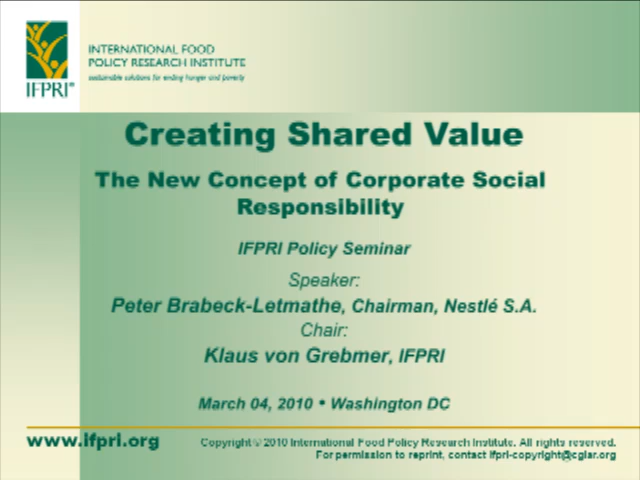 IFPRI®
INTERNATIONAL FOOD
POLICY RESEARCH INSTITUTE
sustainable solutions for ending hunger and poverty
Creating Shared Value
The New Concept of Corporate Social
Responsibility
IFPRI Policy Seminar
Speaker:
Peter Brabeck-Letmathe, Chairman, Nestlé S.A.
Chair:
Klaus von Grebmer, IFPRI
March 04, 2010 • Washington DC
www.ifpri.org
Copyright © 2010 International Food Policy Research Institute. All rights reserved.
For permission to reprint, contact ifpri-copyright@cgiar.org